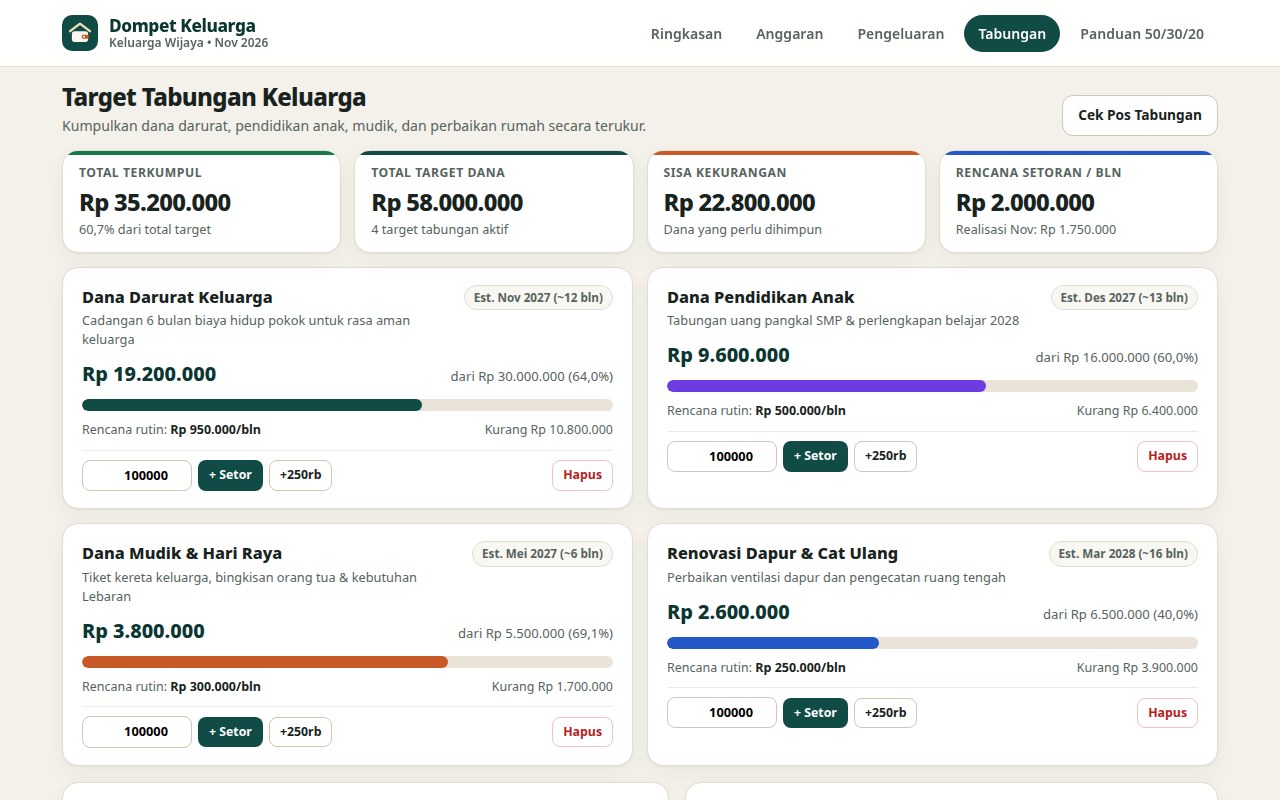 Dompet Keluarga
Keluarga Wijaya • Nov 2026
Ringkasan
Anggaran
Pengeluaran
Tabungan
Panduan 50/30/20
Target Tabungan Keluarga
Kumpulkan dana darurat, pendidikan anak, mudik, dan perbaikan rumah secara terukur.
Cek Pos Tabungan
TOTAL TERKUMPUL
Rp 35.200.000
60,7% dari total target
TOTAL TARGET DANA
Rp 58.000.000
4 target tabungan aktif
SISA KEKURANGAN
Rp 22.800.000
Dana yang perlu dihimpun
RENCANA SETORAN / BLN
Rp 2.000.000
Realisasi Nov: Rp 1.750.000
Dana Darurat Keluarga
Est. Nov 2027 (~12 bln)
Cadangan 6 bulan biaya hidup pokok untuk rasa aman
keluarga
Rp 19.200.000
dari Rp 30.000.000 (64,0%)
Rencana rutin: Rp 950.000/bln
Kurang Rp 10.800.000
100000
+ Setor
+250rb
Hapus
Dana Pendidikan Anak
Est. Des 2027 (~13 bln)
Tabungan uang pangkal SMP & perlengkapan belajar 2028
Rp 9.600.000
dari Rp 16.000.000 (60,0%)
Rencana rutin: Rp 500.000/bln
Kurang Rp 6.400.000
100000
+ Setor
+250rb
Hapus
Dana Mudik & Hari Raya
Est. Mei 2027 (~6 bln)
Tiket kereta keluarga, bingkisan orang tua & kebutuhan
Lebaran
Rp 3.800.000
dari Rp 5.500.000 (69,1%)
Rencana rutin: Rp 300.000/bln
Kurang Rp 1.700.000
100000
+ Setor
+250rb
Hapus
Renovasi Dapur & Cat Ulang
Est. Mar 2028 (~16 bln)
Perbaikan ventilasi dapur dan pengecatan ruang tengah
Rp 2.600.000
dari Rp 6.500.000 (40,0%)
Rencana rutin: Rp 250.000/bln
Kurang Rp 3.900.000
100000
+ Setor
+250rb
Hapus